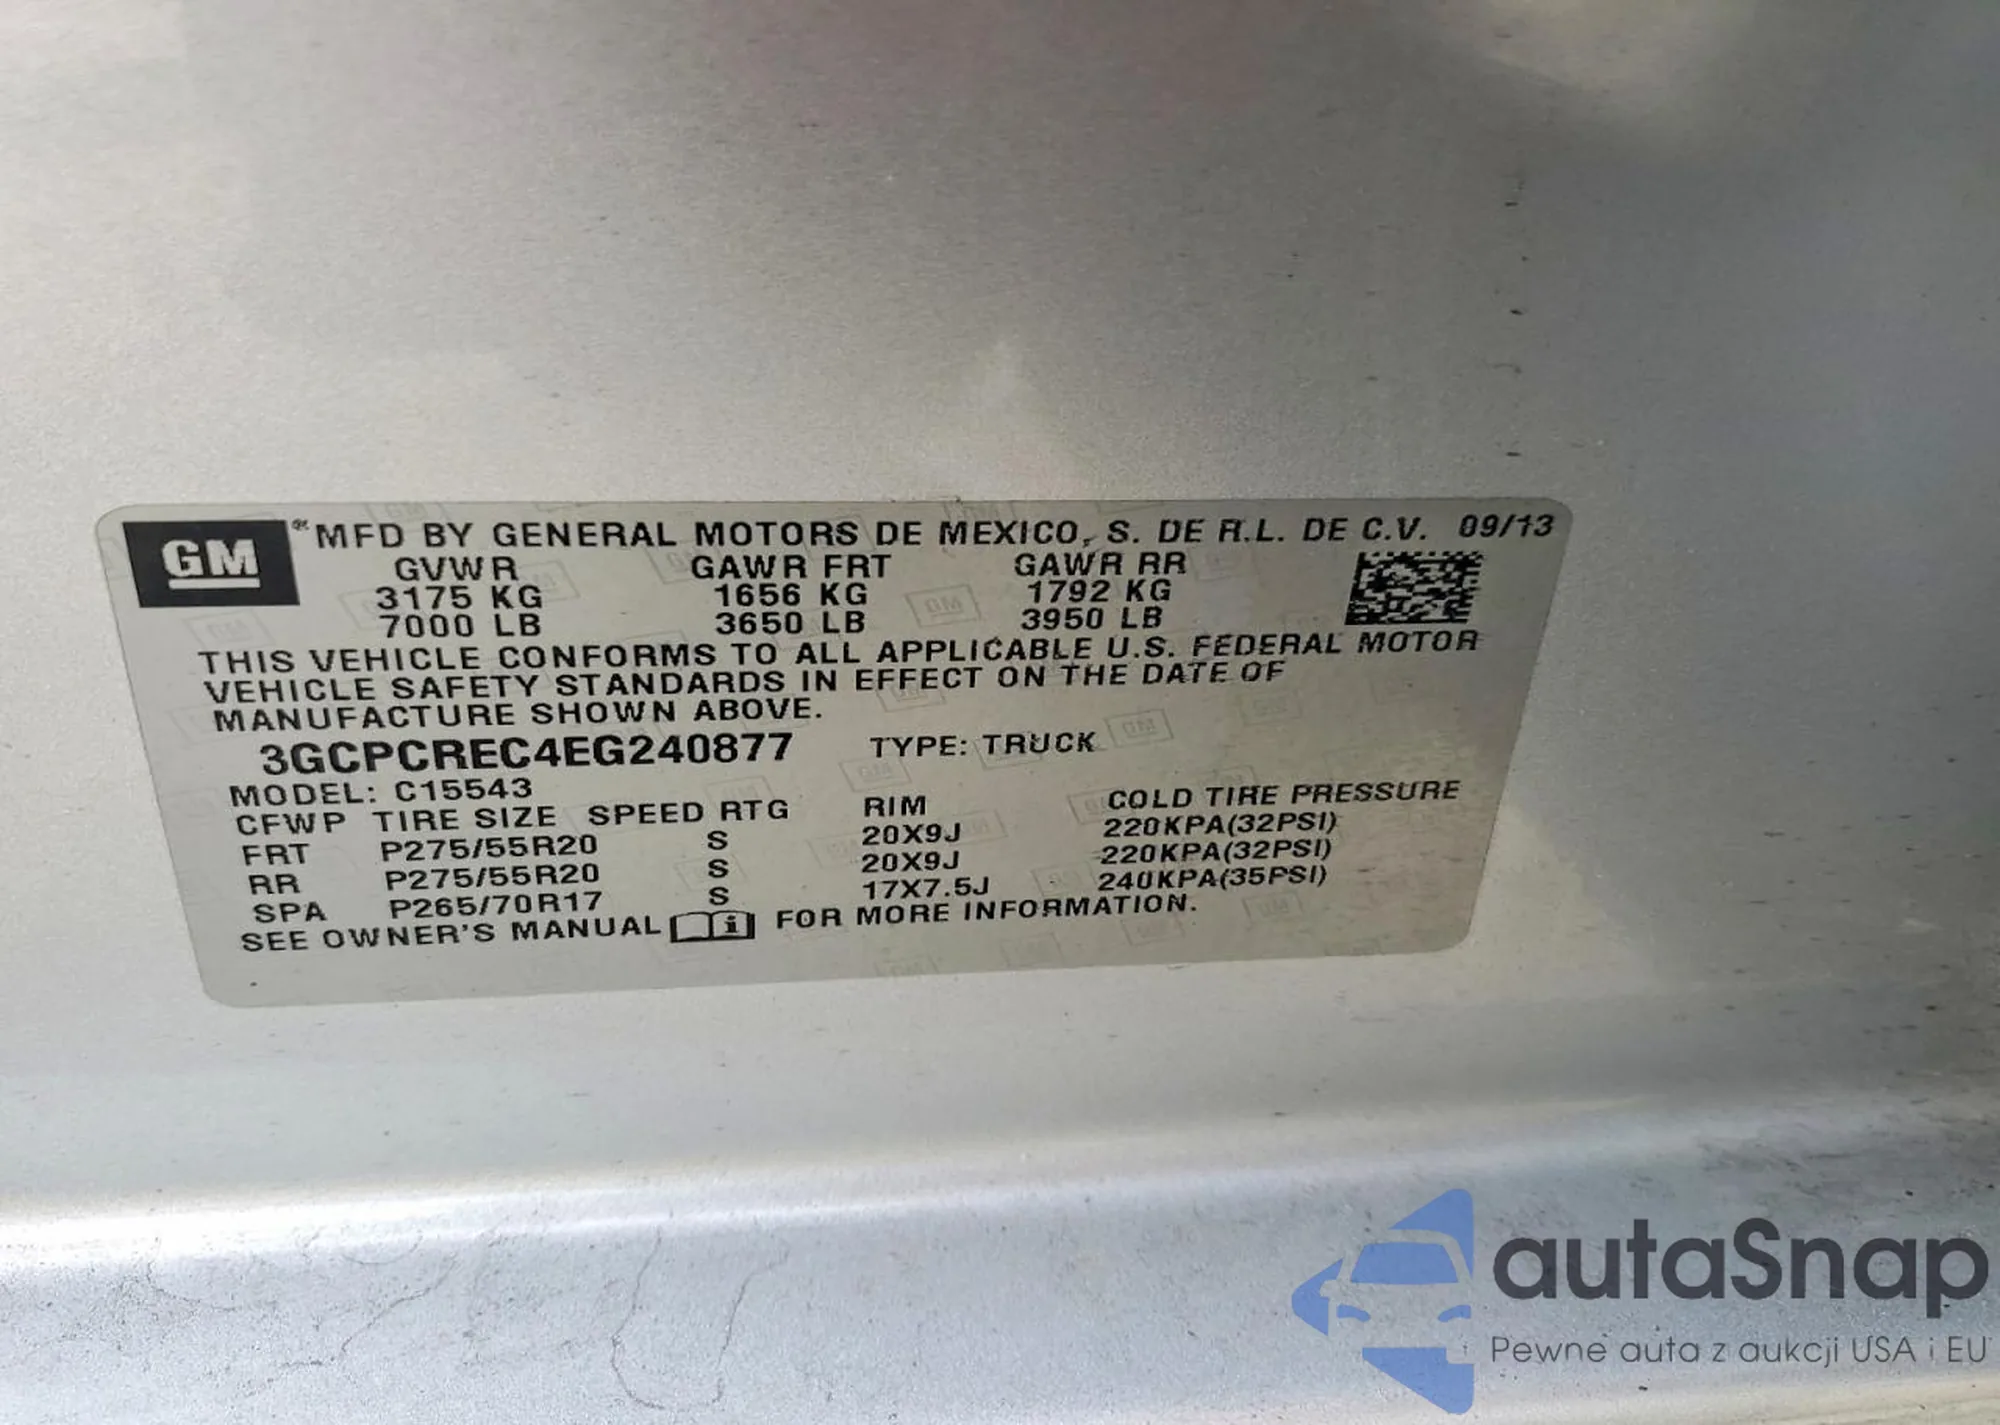 GM
® MFD BY GENERAL MOTORS DE MEXICO, S. DE R.L. DE C.V. 09/13
GVWR GAWR FRT GAWR RR
3175 KG 1656 KG 1792 KG
7000 LB 3650 LB 3950 LB
THIS VEHICLE CONFORMS TO ALL APPLICABLE U.S. FEDERAL MOTOR
VEHICLE SAFETY STANDARDS IN EFFECT ON THE DATE OF
MANUFACTURE SHOWN ABOVE.
3GCPCREC4EG240877 TYPE: TRUCK
MODEL: C15543
CFWP TIRE SIZE SPEED RTG RIM COLD TIRE PRESSURE
FRT P275/55R20 S 20X9J 220KPA(32PSI)
RR P275/55R20 S 20X9J 220KPA(32PSI)
SPA P265/70R17 S 17X7.5J 240KPA(35PSI)
SEE OWNER'S MANUAL i FOR MORE INFORMATION.
autaSnap
Pewne auta z aukcji USA i EU